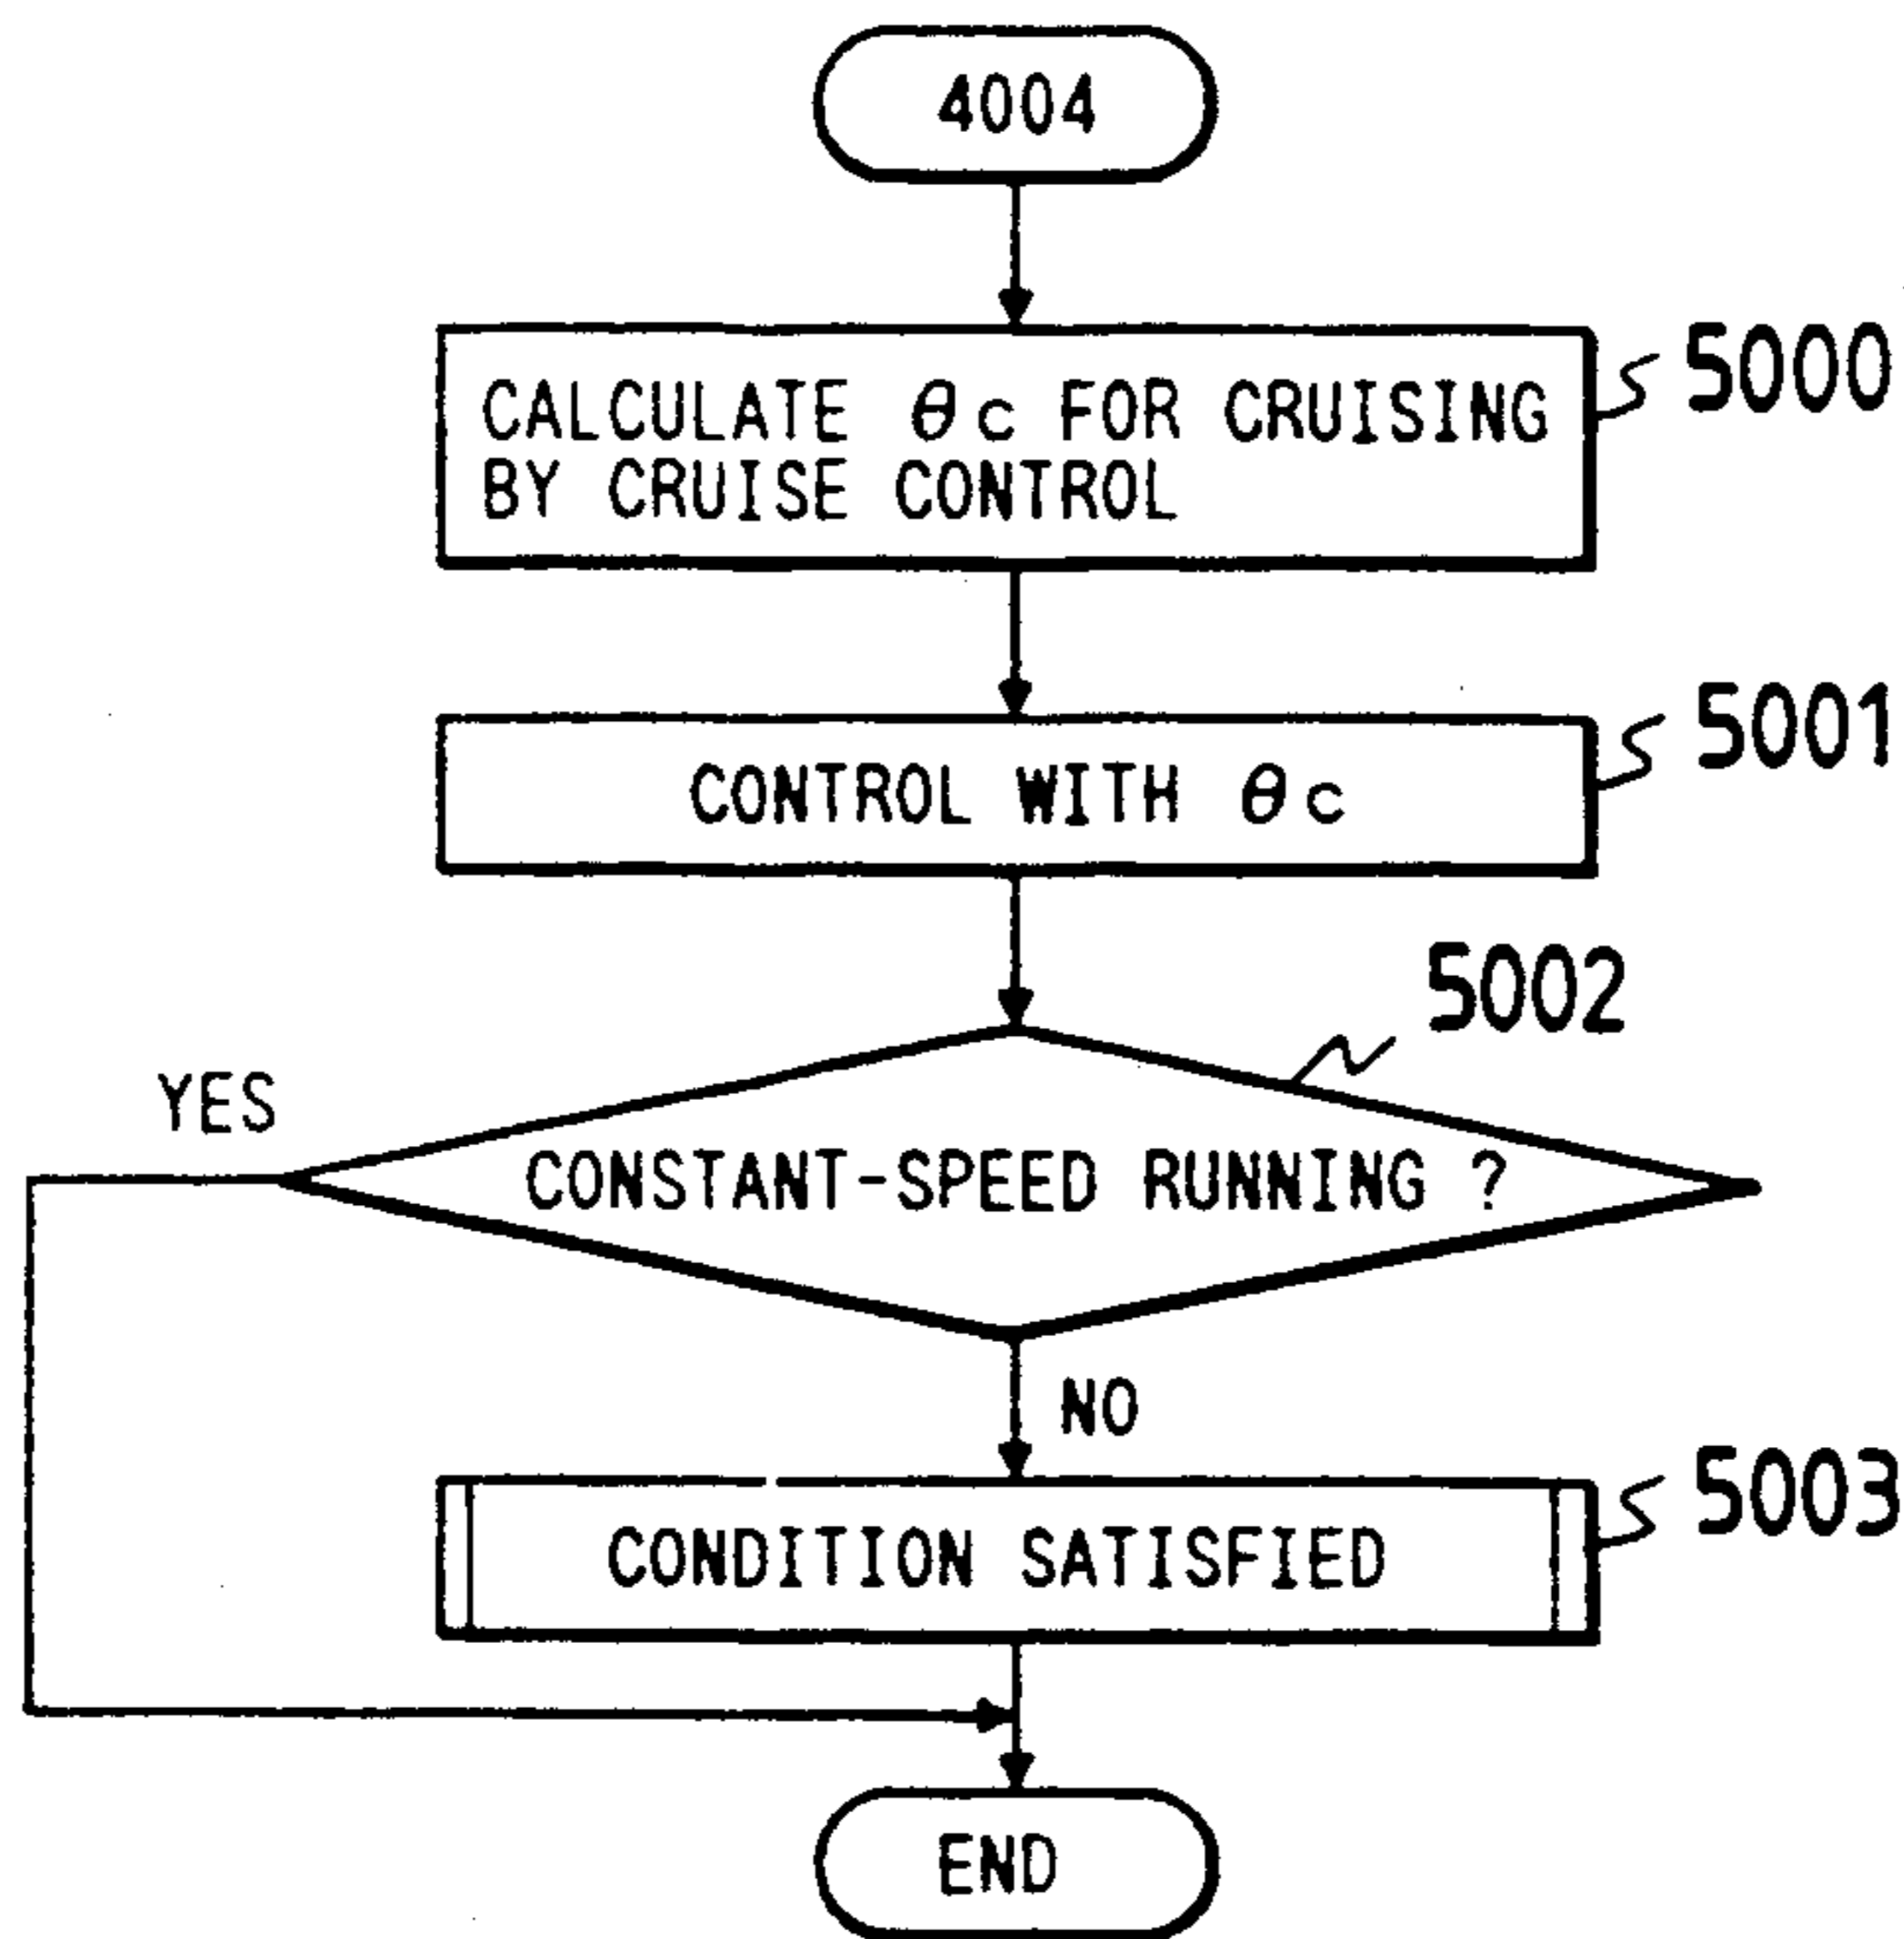 4004
CALCULATE θc FOR CRUISING
BY CRUISE CONTROL
5000
CONTROL WITH θc
5001
5002
YES
CONSTANT-SPEED RUNNING ?
NO
CONDITION SATISFIED
5003
END